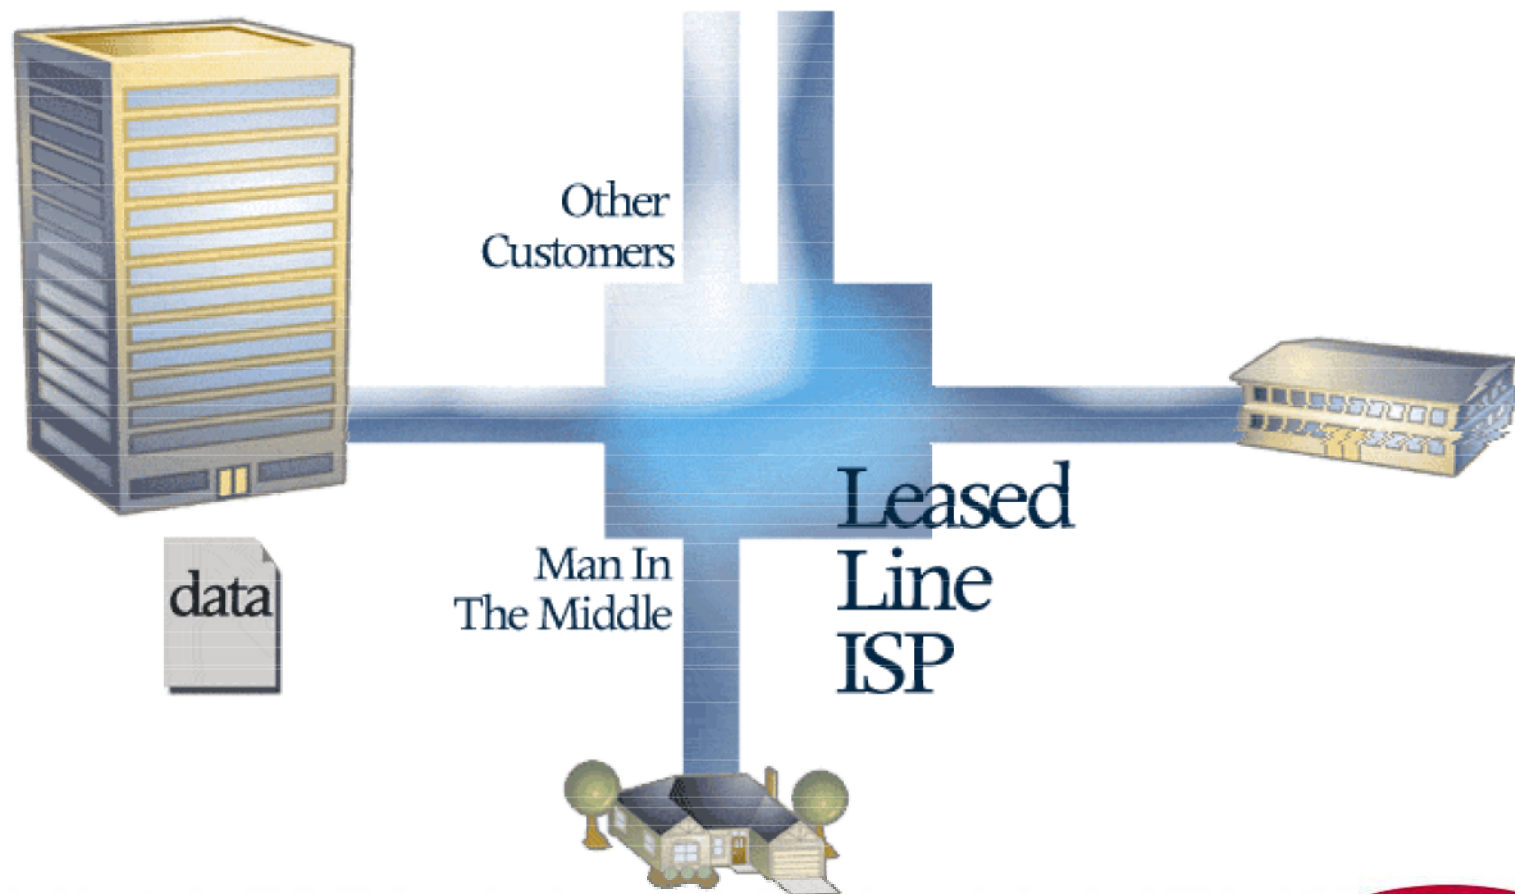 Other
Customers
Leased
Line
ISP
Man In
The Middle
data